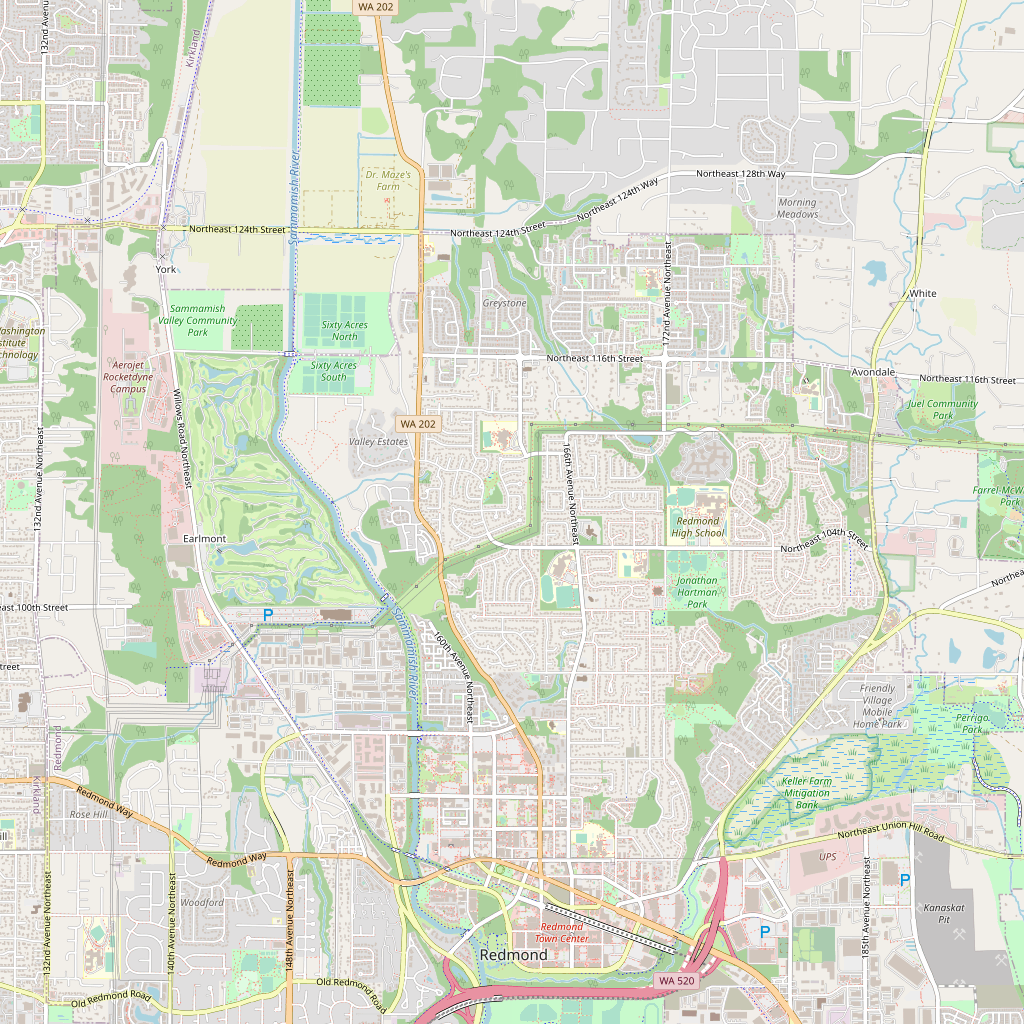 WA 202
132nd Avenue Northeast
Kirkland
Sammamish River
Dr. Maze's
Farm
Northeast 128th Way
Northeast 124th Way
Morning
Meadows
Northeast 124th Street
Northeast 124th Street
York
172nd Avenue Northeast
White
Greystone
Sammamish
Valley Community
Park
Sixty Acres
North
Washington
Institute
Technology
Northeast 116th Street
Aerojet
Rocketdyne
Campus
Sixty Acres
South
Avondale
Northeast 116th Street
Willows Road Northeast
Juel Community
Park
WA 202
Valley Estates
132nd Avenue Northeast
166th Avenue Northeast
Farrel-McW
Park
Redmond
High School
Earlmont
Northeast 104th Street
Jonathan
Hartman
Park
Northea
east 100th Street
P
Sammamish River
160th Avenue Northeast
Street
Friendly
Village
Mobile
Home Park
Perrigo
Park
Redmond
Kirkland
Keller Farm
Mitigation
Bank
Redmond Way
Rose Hill
Northeast Union Hill Road
ill
Redmond Way
UPS
132nd Avenue Northeast
140th Avenue Northeast
148th Avenue Northeast
Woodford
185th Avenue Northeast
P
Kanaskat
Pit
Redmond
Town Center
P
Redmond
WA 520
Old Redmond Road
Old Redmond Road